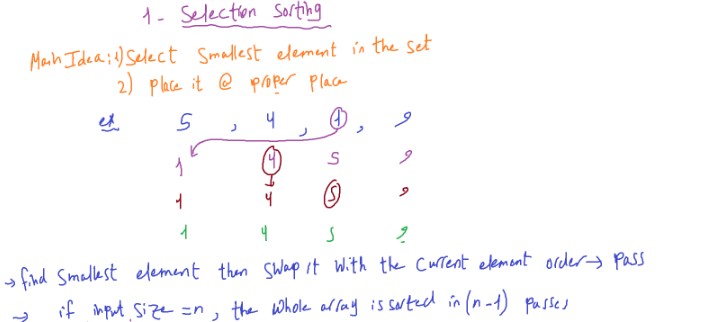 1- Selection Sorting
Main Idea: 1) Select Smallest element in the set
2) place it @ proper place
ex 5 , 4 , 1 , 9
1 4 5 9
1 4 5 9
1 4 5 9
→ find Smallest element then Swap it With the Current element order → pass
→ if input size = n , the whole array is sorted in (n-1) passes